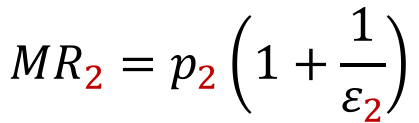 MR₂ = p₂ (1 + 1/ε₂)